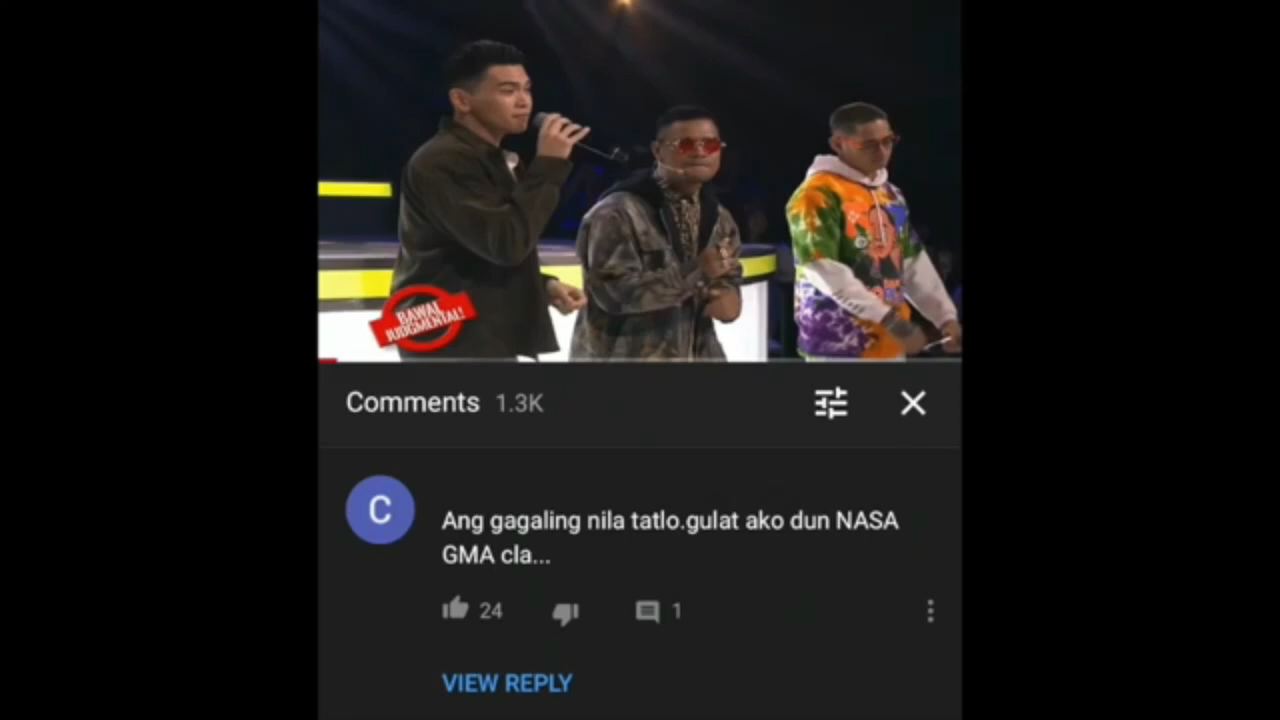 BAWAL
JUDGMENTAL!
Comments 1.3K
C
Ang gagaling nila tatlo.gulat ako dun NASA
GMA cla...
24
1
VIEW REPLY